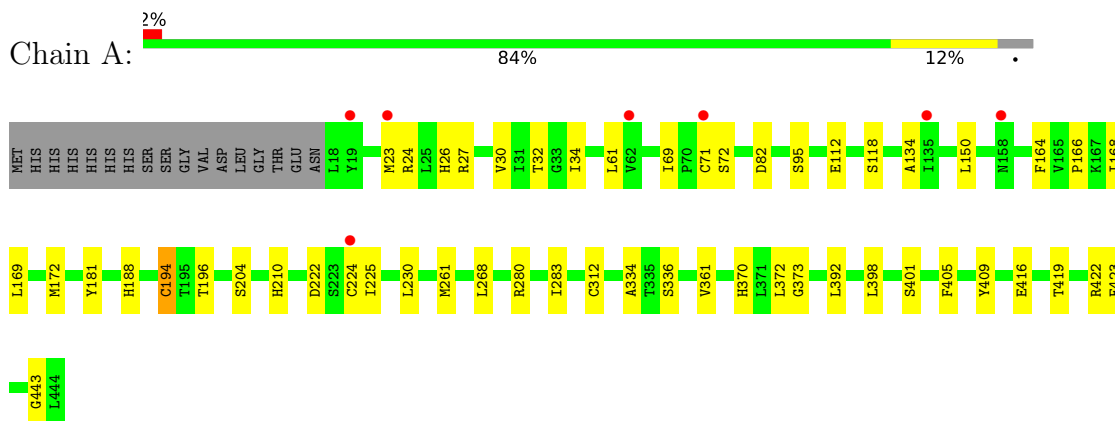 2%
Chain A:
84% 12% •
MET HIS HIS HIS HIS HIS HIS SER SER GLY VAL ASP LEU GLY THR GLU ASN L18 Y19 M23 R24 L25 H26 R27 V30 I31 T32 G33 I34 L61 V62 I69 P70 C71 S72 D82 S95 E112 S118 A134 I135 L150 N158 F164 V165 P166 K167 I168
L169 M172 Y181 H188 C194 T195 T196 S204 H210 D222 S223 C224 I225 L230 M261 L268 R280 I283 C312 A334 T335 S336 V361 H370 L371 L372 G373 L392 L398 S401 F405 Y409 E416 T419 R422
G443 L444